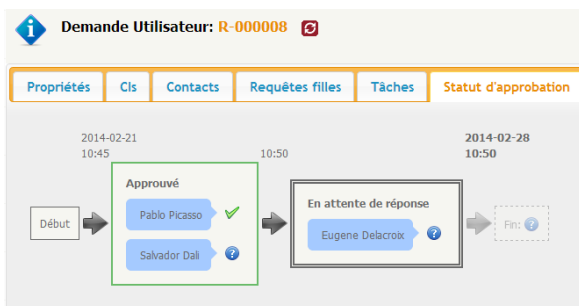 Demande Utilisateur: R-000008
Propriétés CIs Contacts Requêtes filles Tâches Statut d'approbation
2014-02-21
10:45
10:50
2014-02-28
10:50
Début
Approuvé
Pablo Picasso
Salvador Dali
En attente de réponse
Eugene Delacroix
Fin: